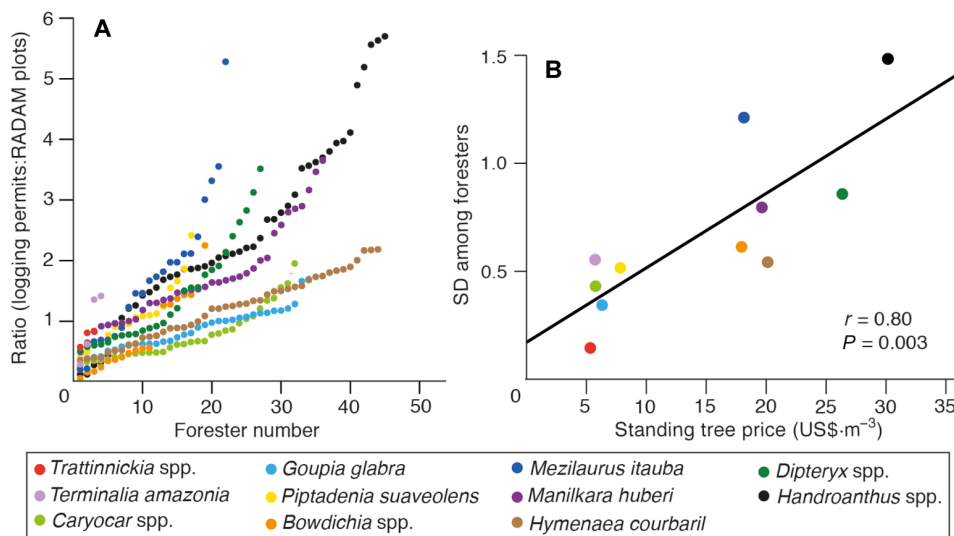 A
Ratio (logging permits:RADAM plots)
6
5
4
3
2
1
0
10
20
30
40
50
Forester number
B
SD among foresters
1.5
1.0
0.5
0
5
10
15
20
25
30
35
r = 0.80
P = 0.003
Standing tree price (US$·m⁻³)
Trattinnickia spp.
Terminalia amazonia
Caryocar spp.
Goupia glabra
Piptadenia suaveolens
Bowdichia spp.
Mezilaurus itauba
Manilkara huberi
Hymenaea courbaril
Dipteryx spp.
Handroanthus spp.